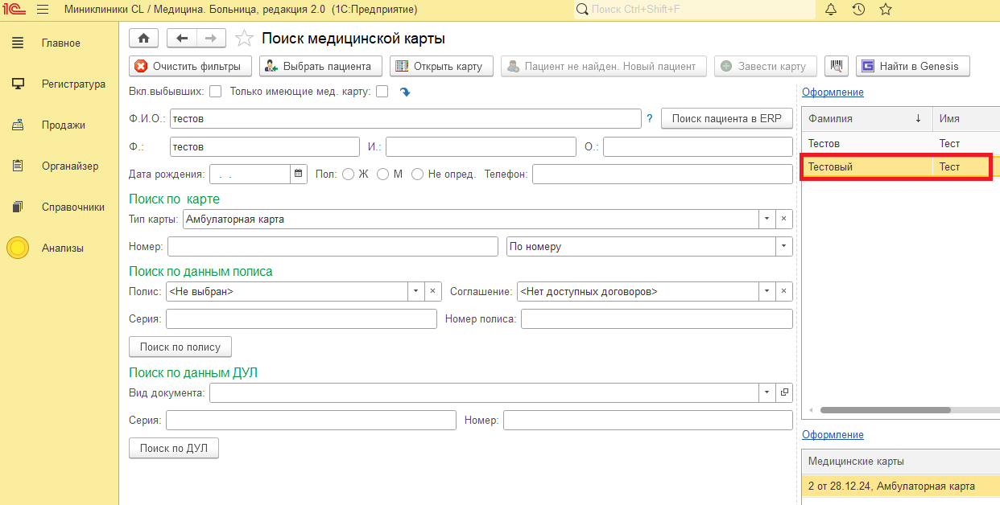 1С Миниклиники CL / Медицина. Больница, редакция 2.0 (1С:Предприятие) Поиск Ctrl+Shift+F
Главное
Регистратура
Продажи
Органайзер
Справочники
Анализы
Поиск медицинской карты
Очистить фильтры Выбрать пациента Открыть карту Пациент не найден. Новый пациент Завести карту Найти в Genesis
Вкл.выбывших: Только имеющие мед. карту:
Ф.И.О.: тестов ? Поиск пациента в ERP
Ф.: тестов И.: О.:
Дата рождения: . . Пол: Ж М Не опред. Телефон:
Поиск по карте
Тип карты: Амбулаторная карта
Номер: По номеру
Поиск по данным полиса
Полис: <Не выбран> Соглашение: <Нет доступных договоров>
Серия: Номер полиса:
Поиск по полису
Поиск по данным ДУЛ
Вид документа:
Серия: Номер:
Поиск по ДУЛ
Оформление
Фамилия ↓ Имя
Тестов Тест
Тестовый Тест
Оформление
Медицинские карты
2 от 28.12.24, Амбулаторная карта